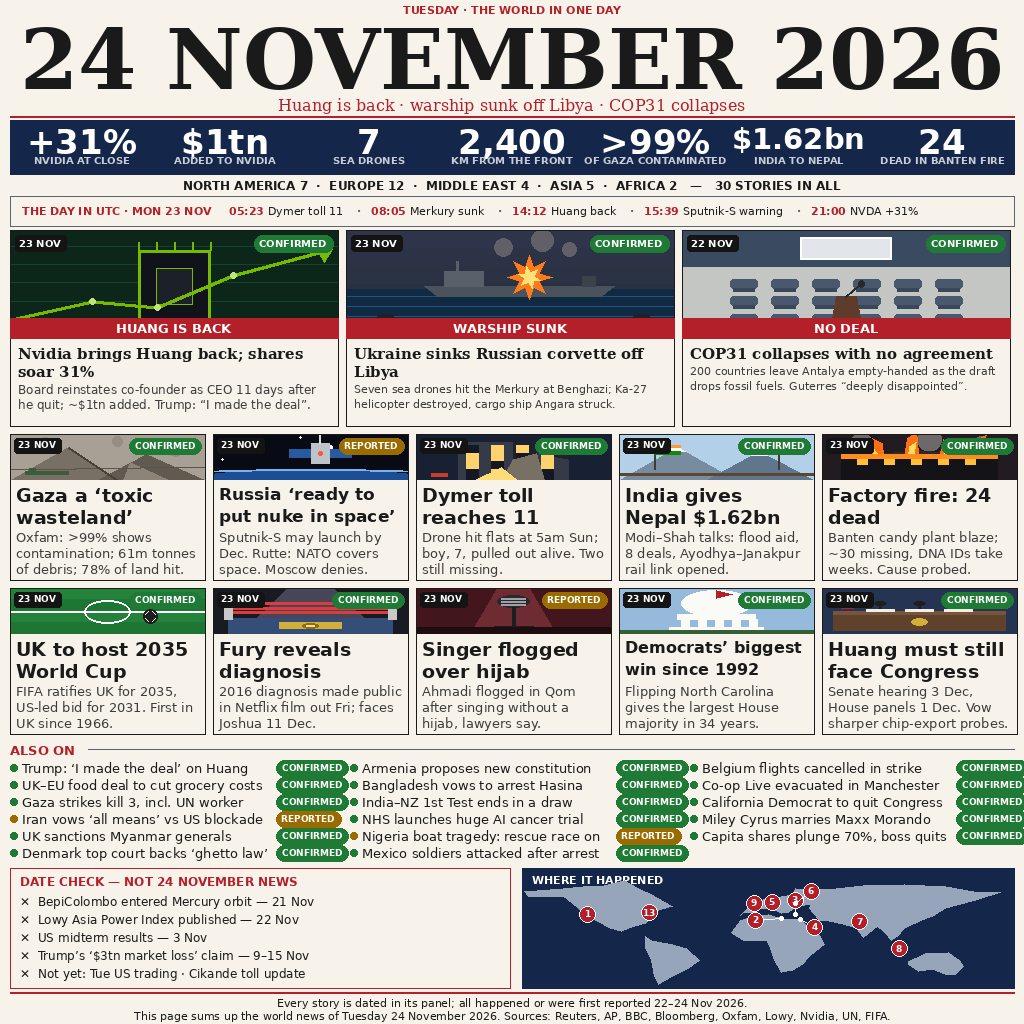 TUESDAY · THE WORLD IN ONE DAY
24 NOVEMBER 2026
Huang is back · warship sunk off Libya · COP31 collapses
+31%
NVIDIA AT CLOSE
$1tn
ADDED TO NVIDIA
7
SEA DRONES
2,400
KM FROM THE FRONT
>99%
OF GAZA CONTAMINATED
$1.62bn
INDIA TO NEPAL
24
DEAD IN BANTEN FIRE
NORTH AMERICA 7 · EUROPE 12 · MIDDLE EAST 4 · ASIA 5 · AFRICA 2 — 30 STORIES IN ALL
THE DAY IN UTC · MON 23 NOV 05:23 Dymer toll 11 · 08:05 Merkury sunk · 14:12 Huang back · 15:39 Sputnik-S warning · 21:00 NVDA +31%
23 NOV
CONFIRMED
HUANG IS BACK
Nvidia brings Huang back; shares
soar 31%
Board reinstates co-founder as CEO 11 days after
he quit; ~$1tn added. Trump: “I made the deal”.
23 NOV
CONFIRMED
WARSHIP SUNK
Ukraine sinks Russian corvette off
Libya
Seven sea drones hit the Merkury at Benghazi; Ka-27
helicopter destroyed, cargo ship Angara struck.
22 NOV
CONFIRMED
NO DEAL
COP31 collapses with no agreement
200 countries leave Antalya empty-handed as the draft
drops fossil fuels. Guterres “deeply disappointed”.
23 NOV
CONFIRMED
Gaza a ‘toxic
wasteland’
Oxfam: >99% shows
contamination; 61m tonnes
of debris; 78% of land hit.
23 NOV
REPORTED
Russia ‘ready to
put nuke in space’
Sputnik-S may launch by
Dec. Rutte: NATO covers
space. Moscow denies.
23 NOV
CONFIRMED
Dymer toll
reaches 11
Drone hit flats at 5am Sun;
boy, 7, pulled out alive. Two
still missing.
23 NOV
CONFIRMED
India gives
Nepal $1.62bn
Modi–Shah talks: flood aid,
8 deals, Ayodhya–Janakpur
rail link opened.
23 NOV
CONFIRMED
Factory fire: 24
dead
Banten candy plant blaze;
~30 missing, DNA IDs take
weeks. Cause probed.
23 NOV
CONFIRMED
UK to host 2035
World Cup
FIFA ratifies UK for 2035,
US-led bid for 2031. First in
UK since 1966.
23 NOV
CONFIRMED
Fury reveals
diagnosis
2016 diagnosis made public
in Netflix film out Fri; faces
Joshua 11 Dec.
23 NOV
REPORTED
Singer flogged
over hijab
Ahmadi flogged in Qom
after singing without a
hijab, lawyers say.
23 NOV
CONFIRMED
Democrats’ biggest
win since 1992
Flipping North Carolina
gives the largest House
majority in 34 years.
23 NOV
CONFIRMED
Huang must still
face Congress
Senate hearing 3 Dec,
House panels 1 Dec. Vow
sharper chip-export probes.
ALSO ON
Trump: ‘I made the deal’ on Huang CONFIRMED
UK–EU food deal to cut grocery costs CONFIRMED
Gaza strikes kill 3, incl. UN worker CONFIRMED
Iran vows ‘all means’ vs US blockade REPORTED
UK sanctions Myanmar generals CONFIRMED
Denmark top court backs ‘ghetto law’ CONFIRMED
Armenia proposes new constitution CONFIRMED
Bangladesh vows to arrest Hasina CONFIRMED
India–NZ 1st Test ends in a draw CONFIRMED
NHS launches huge AI cancer trial CONFIRMED
Nigeria boat tragedy: rescue race on REPORTED
Mexico soldiers attacked after arrest CONFIRMED
Belgium flights cancelled in strike CONFIRMED
Co-op Live evacuated in Manchester CONFIRMED
California Democrat to quit Congress CONFIRMED
Miley Cyrus marries Maxx Morando CONFIRMED
Capita shares plunge 70%, boss quits CONFIRMED
DATE CHECK — NOT 24 NOVEMBER NEWS
✕ BepiColombo entered Mercury orbit — 21 Nov
✕ Lowy Asia Power Index published — 22 Nov
✕ US midterm results — 3 Nov
✕ Trump’s ‘$3tn market loss’ claim — 9–15 Nov
✕ Not yet: Tue US trading · Cikande toll update
WHERE IT HAPPENED
1
13
9
5
3
6
2
4
7
8
Every story is dated in its panel; all happened or were first reported 22–24 Nov 2026.
This page sums up the world news of Tuesday 24 November 2026. Sources: Reuters, AP, BBC, Bloomberg, Oxfam, Lowy, Nvidia, UN, FIFA.